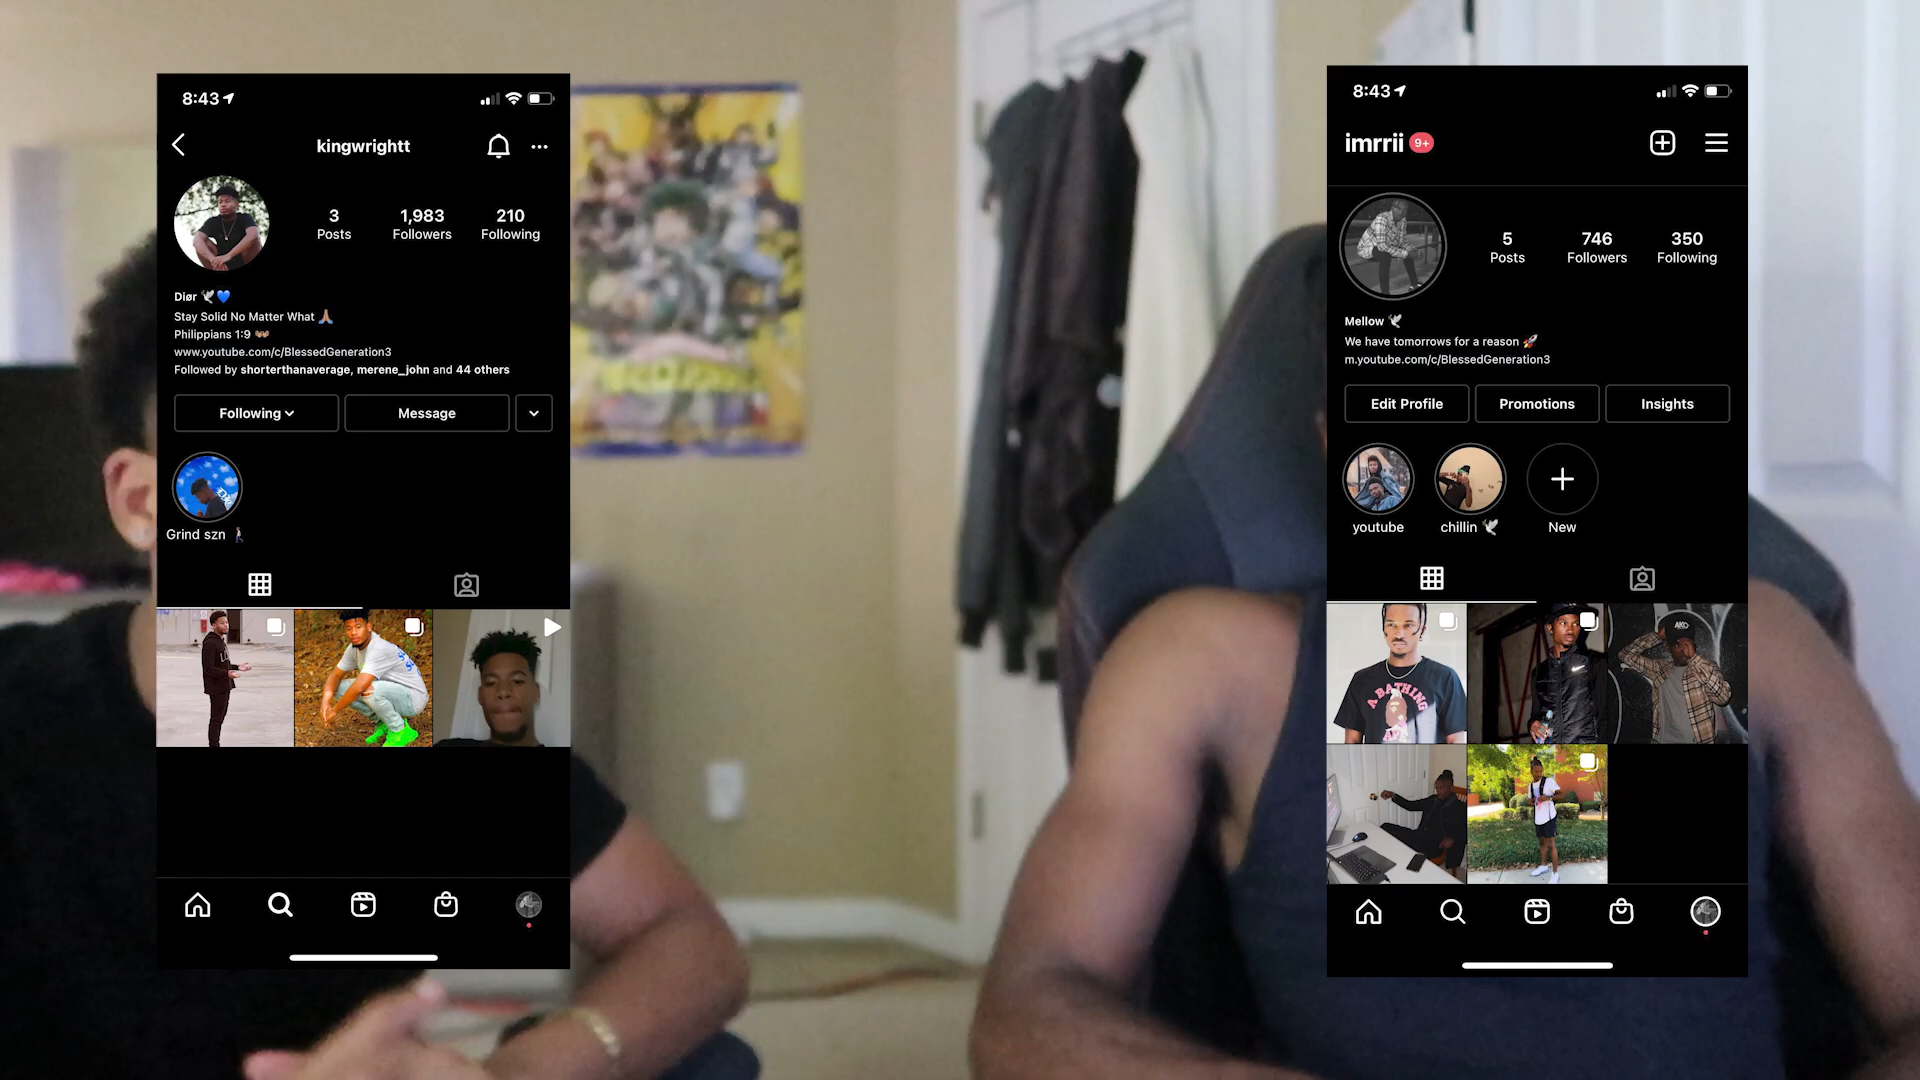 8:43
kingwrightt
3
Posts
1,983
Followers
210
Following
Diør 🕊💙
Stay Solid No Matter What 🙏🏽
Philippians 1:9 👐🏽
www.youtube.com/c/BlessedGeneration3
Followed by shorterthanaverage, merene_john and 44 others
Following
Message
Grind szn 🚶🏿
8:43
imrrii 9+
5
Posts
746
Followers
350
Following
Mellow 🕊
We have tomorrows for a reason 🚀
m.youtube.com/c/BlessedGeneration3
Edit Profile
Promotions
Insights
youtube
chillin 🕊
New
A BATHING
APE
AKO